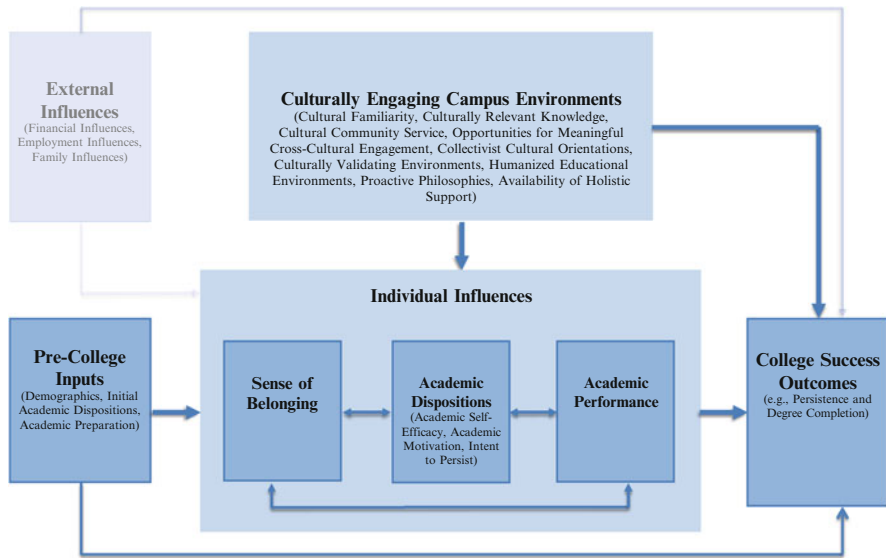 External
Influences
(Financial Influences,
Employment Influences,
Family Influences)
Culturally Engaging Campus Environments
(Cultural Familiarity, Culturally Relevant Knowledge,
Cultural Community Service, Opportunities for Meaningful
Cross-Cultural Engagement, Collectivist Cultural Orientations,
Culturally Validating Environments, Humanized Educational
Environments, Proactive Philosophies, Availability of Holistic
Support)
Individual Influences
Pre-College
Inputs
(Demographics, Initial
Academic Dispositions,
Academic Preparation)
Sense of
Belonging
Academic
Dispositions
(Academic Self-
Efficacy, Academic
Motivation, Intent
to Persist)
Academic
Performance
College Success
Outcomes
(e.g., Persistence and
Degree Completion)